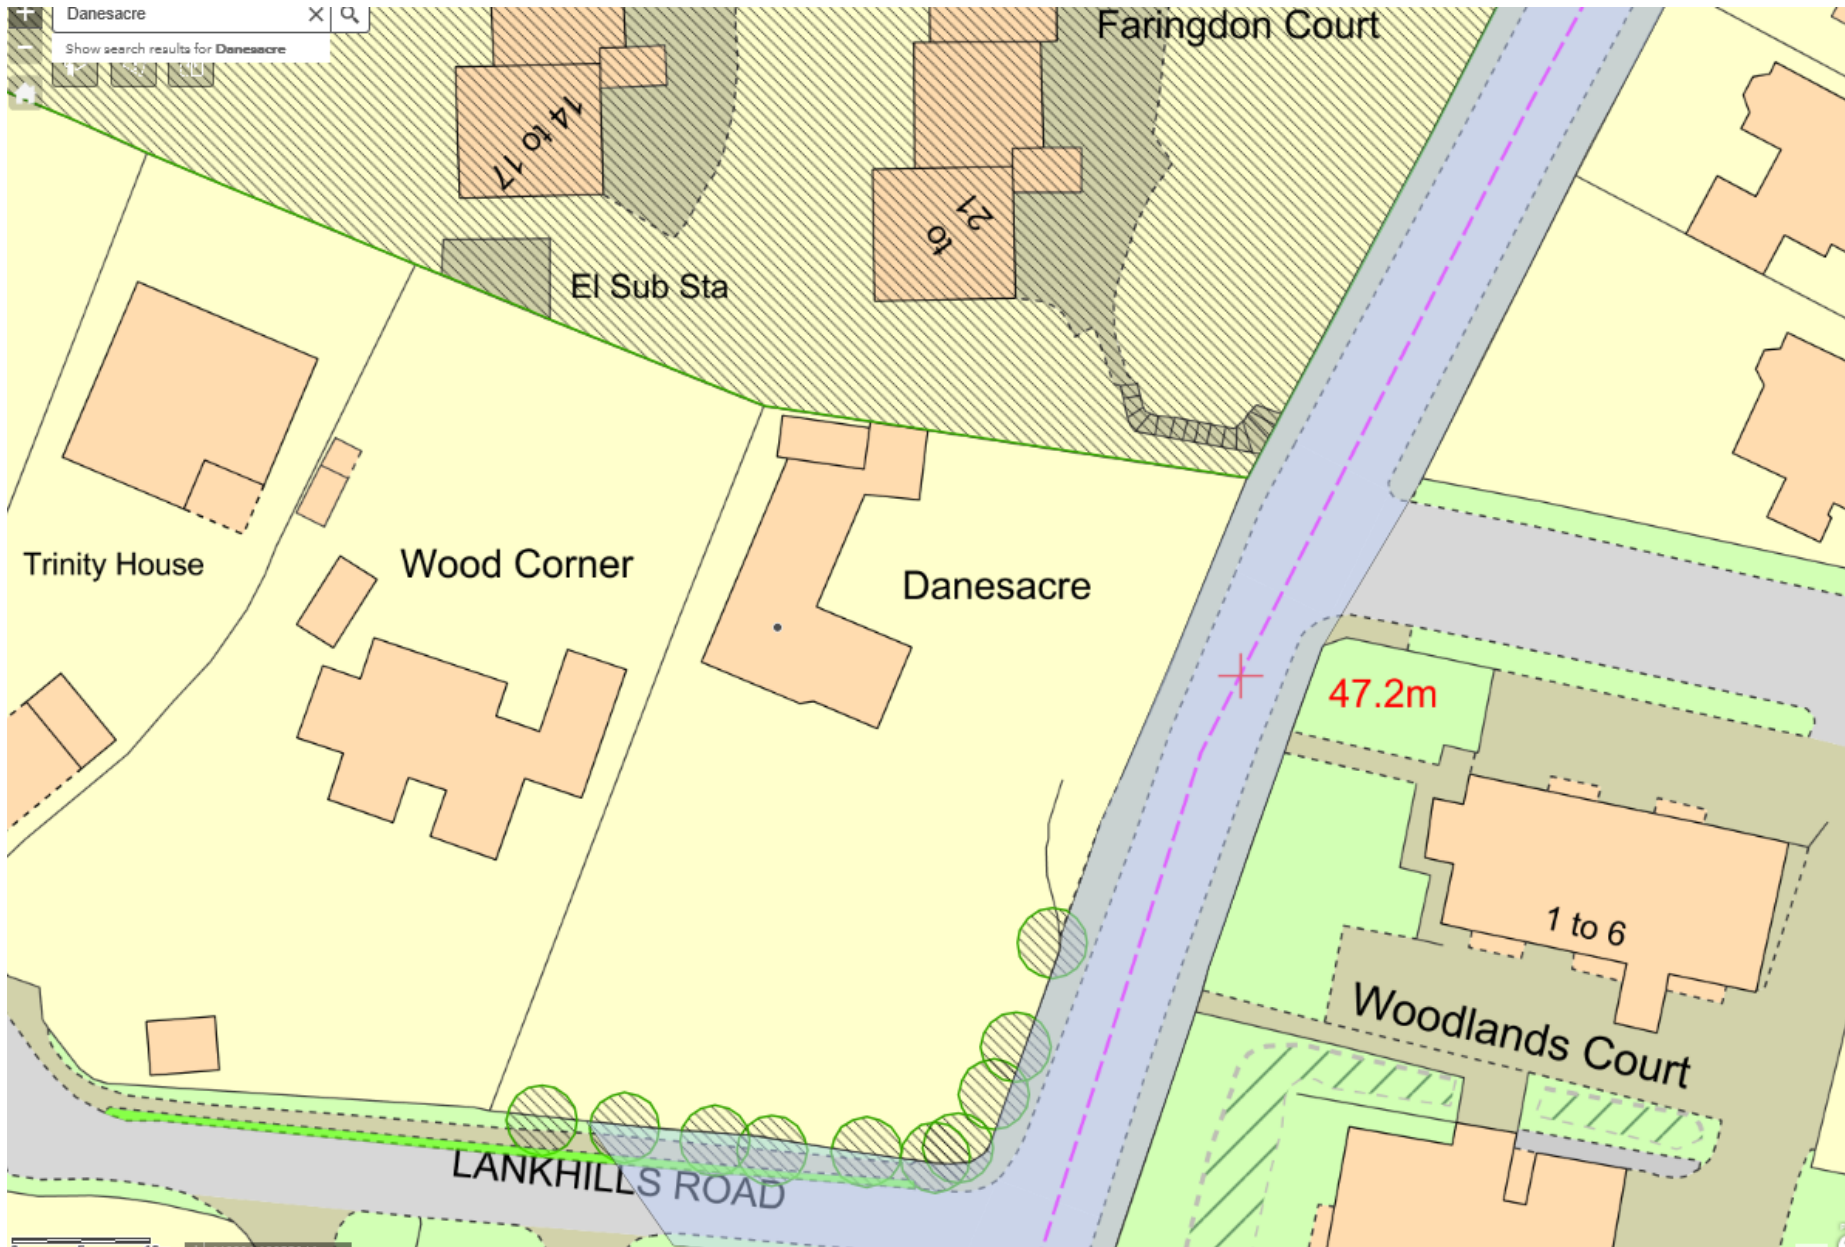 Danesacre
Show search results for Danesacre
Faringdon Court
14 to 17
21
to
El Sub Sta
Trinity House
Wood Corner
Danesacre
47.2m
1 to 6
Woodlands Court
LANKHILLS ROAD